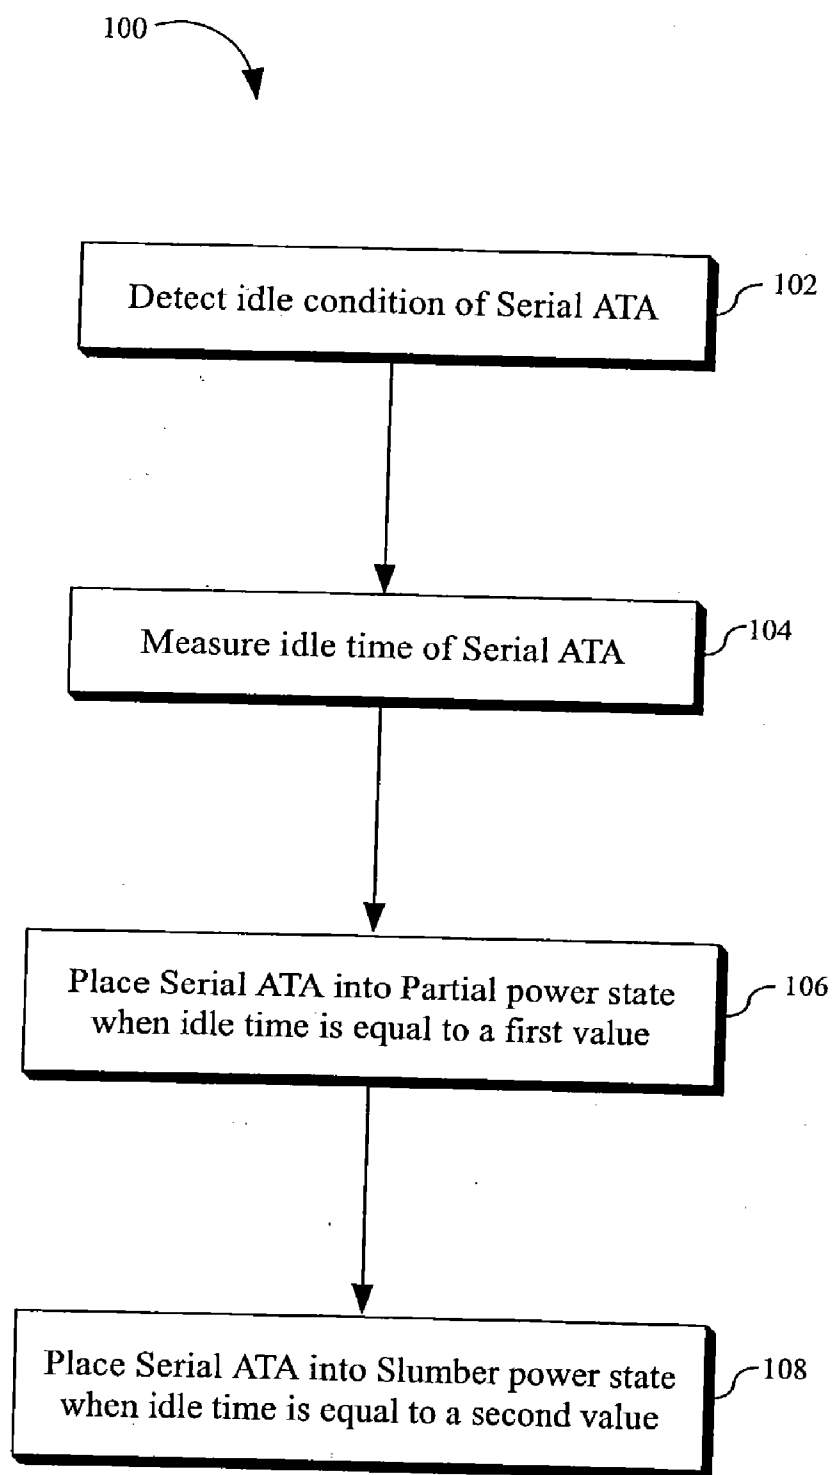 100
Detect idle condition of Serial ATA
102
Measure idle time of Serial ATA
104
Place Serial ATA into Partial power state
when idle time is equal to a first value
106
Place Serial ATA into Slumber power state
when idle time is equal to a second value
108